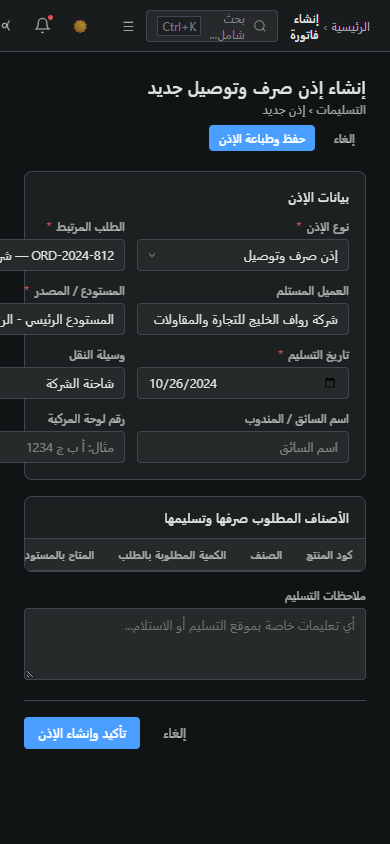 الرئيسية › إنشاء فاتورة
بحث شامل... Ctrl+K
إنشاء إذن صرف وتوصيل جديد
التسليمات › إذن جديد
إلغاء
حفظ وطباعة الإذن
بيانات الإذن
نوع الإذن *
الطلب المرتبط *
إذن صرف وتوصيل
ORD-2024-812 — شر
العميل المستلم
المستودع / المصدر *
شركة رواف الخليج للتجارة والمقاولات
المستودع الرئيسي - الر
تاريخ التسليم *
وسيلة النقل
10/26/2024
شاحنة الشركة
اسم السائق / المندوب
رقم لوحة المركبة
اسم السائق
مثال: أ ب ج 1234
الأصناف المطلوب صرفها وتسليمها
كود المنتج
الصنف
الكمية المطلوبة بالطلب
المتاح بالمستود
ملاحظات التسليم
أي تعليمات خاصة بموقع التسليم أو الاستلام...
إلغاء
تأكيد وإنشاء الإذن